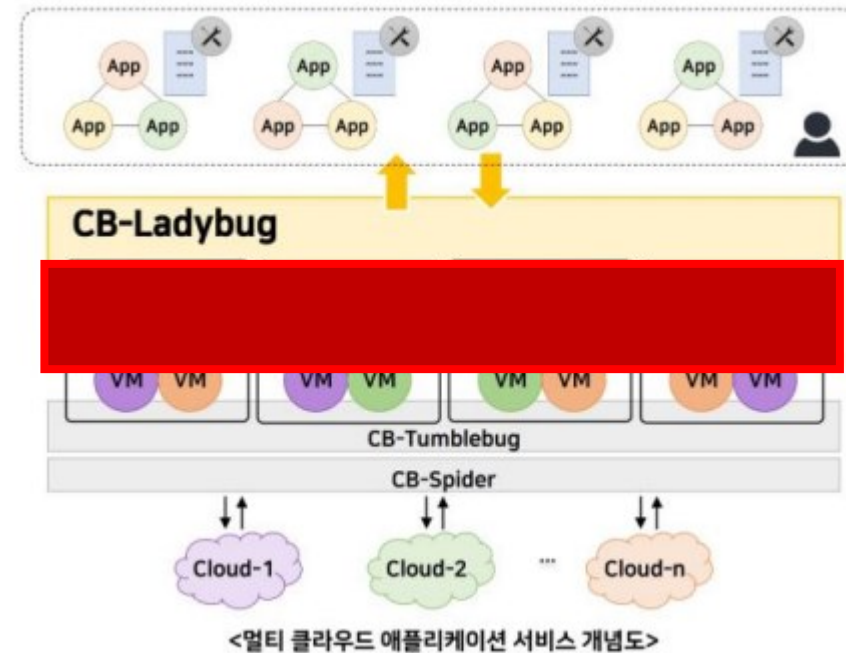 App App App App
App App App App App App App App
CB-Ladybug
VM VM VM VM VM VM VM VM
CB-Tumblebug
CB-Spider
Cloud-1 Cloud-2 ... Cloud-n
<멀티 클라우드 애플리케이션 서비스 개념도>